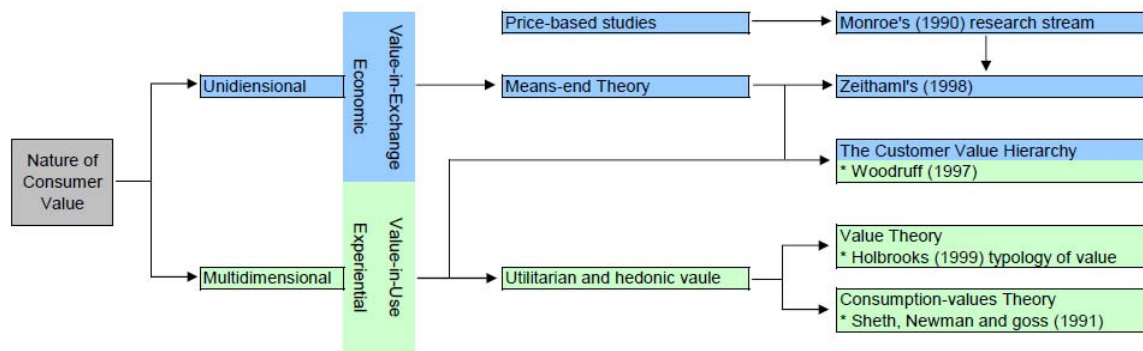 Price-based studies
Monroe's (1990) research stream
Unidiensional
Value-in-Exchange
Economic
Means-end Theory
Zeithaml's (1998)
Nature of
Consumer
Value
The Customer Value Hierarchy
* Woodruff (1997)
Multidimensional
Value-in-Use
Experiential
Utilitarian and hedonic vaule
Value Theory
* Holbrooks (1999) typology of value
Consumption-values Theory
* Sheth, Newman and goss (1991)